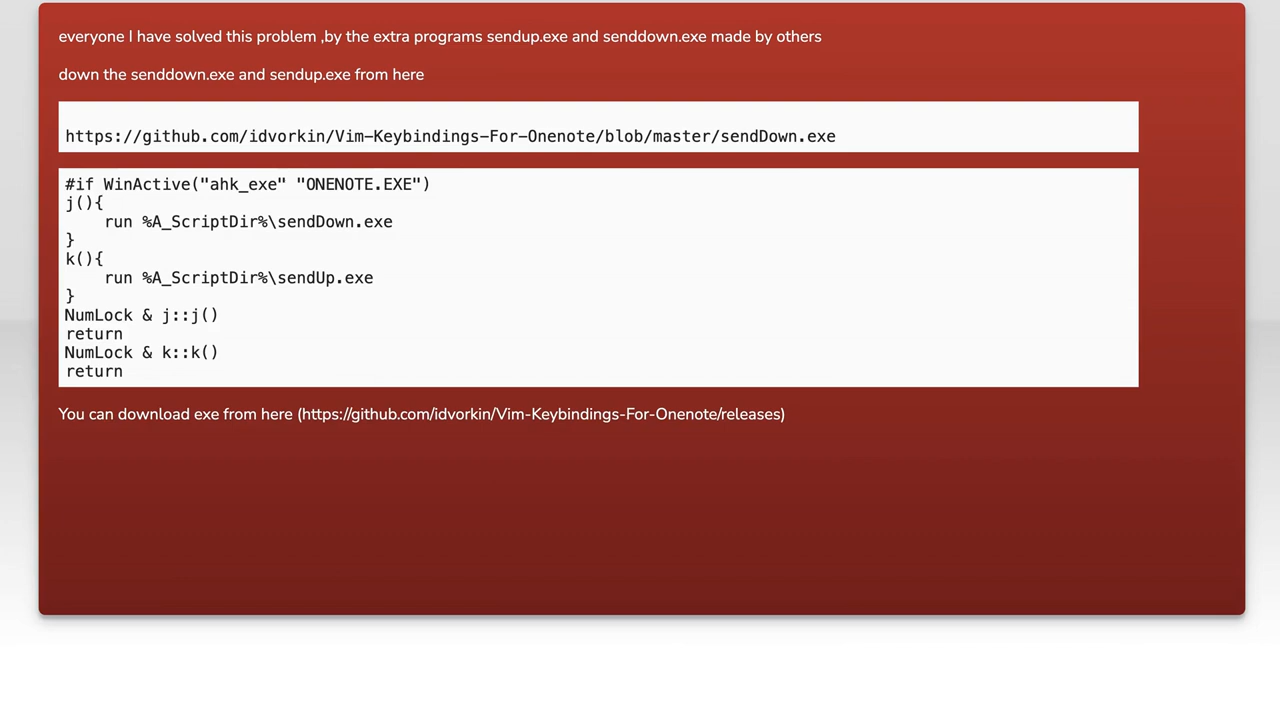 everyone I have solved this problem ,by the extra programs sendup.exe and senddown.exe made by others
down the senddown.exe and sendup.exe from here
https://github.com/idvorkin/Vim-Keybindings-For-Onenote/blob/master/sendDown.exe
#if WinActive("ahk_exe" "ONENOTE.EXE")
j(){
    run %A_ScriptDir%\sendDown.exe
}
k(){
    run %A_ScriptDir%\sendUp.exe
}
NumLock & j::j()
return
NumLock & k::k()
return
You can download exe from here (https://github.com/idvorkin/Vim-Keybindings-For-Onenote/releases)